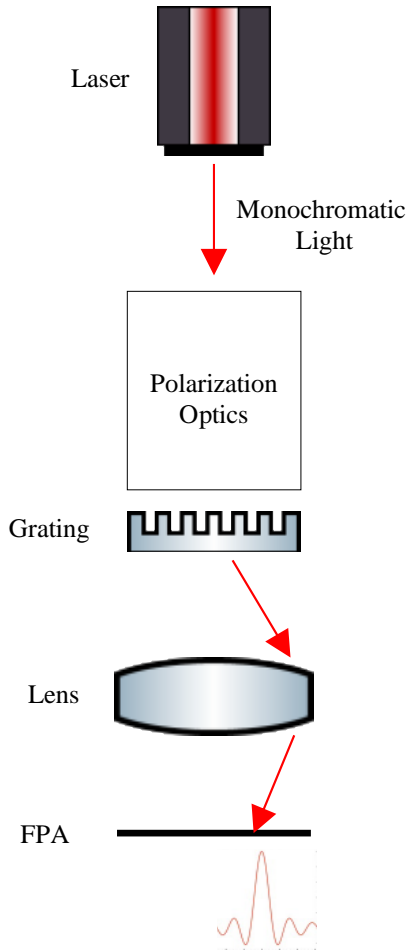 Laser
Monochromatic
Light
Polarization
Optics
Grating
Lens
FPA